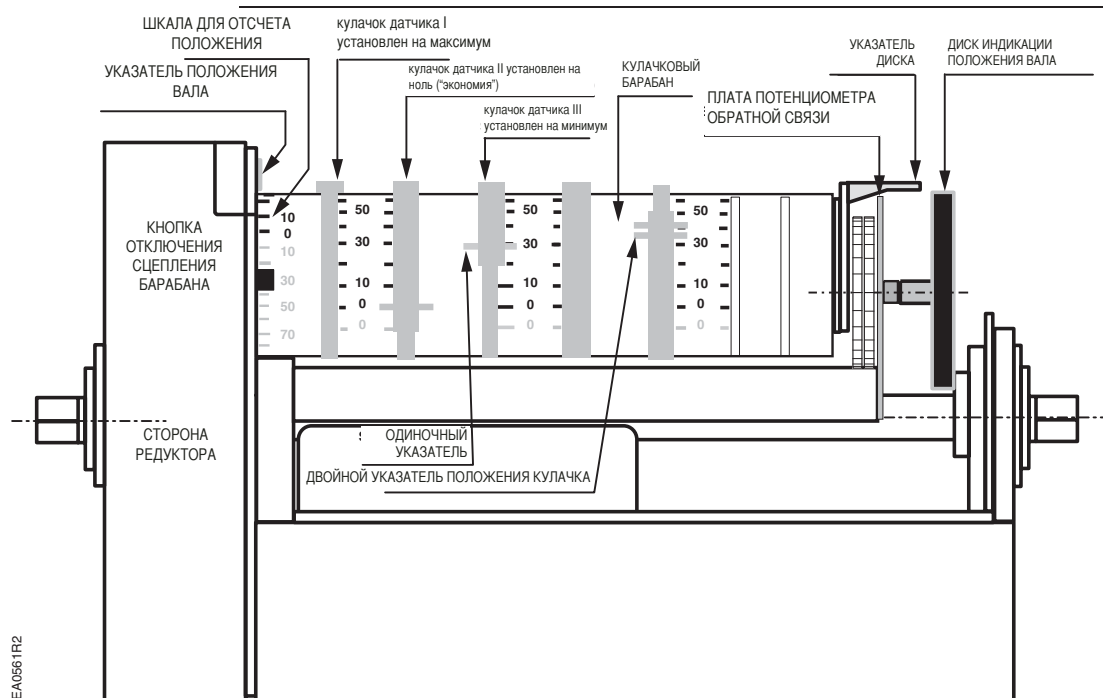 ШКАЛА ДЛЯ ОТСЧЕТА
ПОЛОЖЕНИЯ
УКАЗАТЕЛЬ ПОЛОЖЕНИЯ
ВАЛА
кулачок датчика I
установлен на максимум
кулачок датчика II установлен на
ноль ("экономия")
кулачок датчика III
установлен на минимум
КУЛАЧКОВЫЙ
БАРАБАН
ПЛАТА ПОТЕНЦИОМЕТРА
ОБРАТНОЙ СВЯЗИ
УКАЗАТЕЛЬ
ДИСКА
ДИСК ИНДИКАЦИИ
ПОЛОЖЕНИЯ ВАЛА
КНОПКА
ОТКЛЮЧЕНИЯ
СЦЕПЛЕНИЯ
БАРАБАНА
10
0
10
30
50
70
50
30
10
0
0
50
30
10
0
0
50
30
10
0
0
СТОРОНА
РЕДУКТОРА
ОДИНОЧНЫЙ
УКАЗАТЕЛЬ
ДВОЙНОЙ УКАЗАТЕЛЬ ПОЛОЖЕНИЯ КУЛАЧКА
EA0561R2